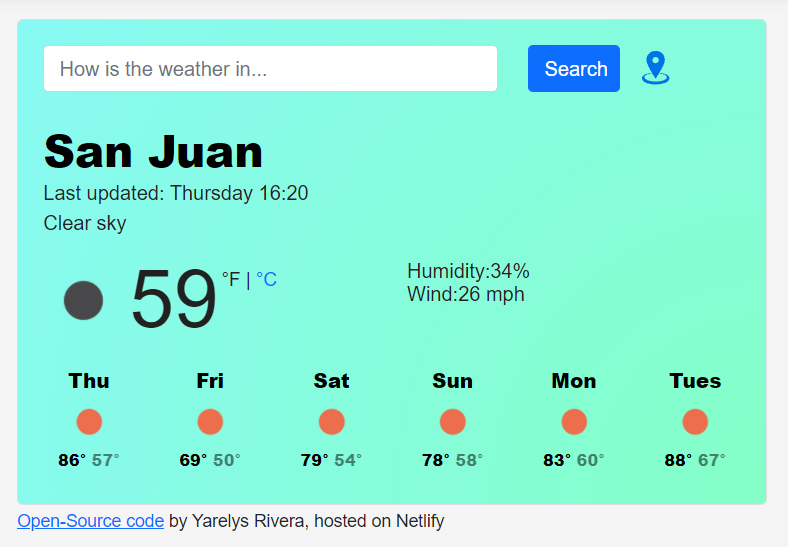 How is the weather in... Search
San Juan
Last updated: Thursday 16:20
Clear sky
59 °F | °C
Humidity:34%
Wind:26 mph
Thu Fri Sat Sun Mon Tues
86° 57° 69° 50° 79° 54° 78° 58° 83° 60° 88° 67°
Open-Source code by Yarelys Rivera, hosted on Netlify